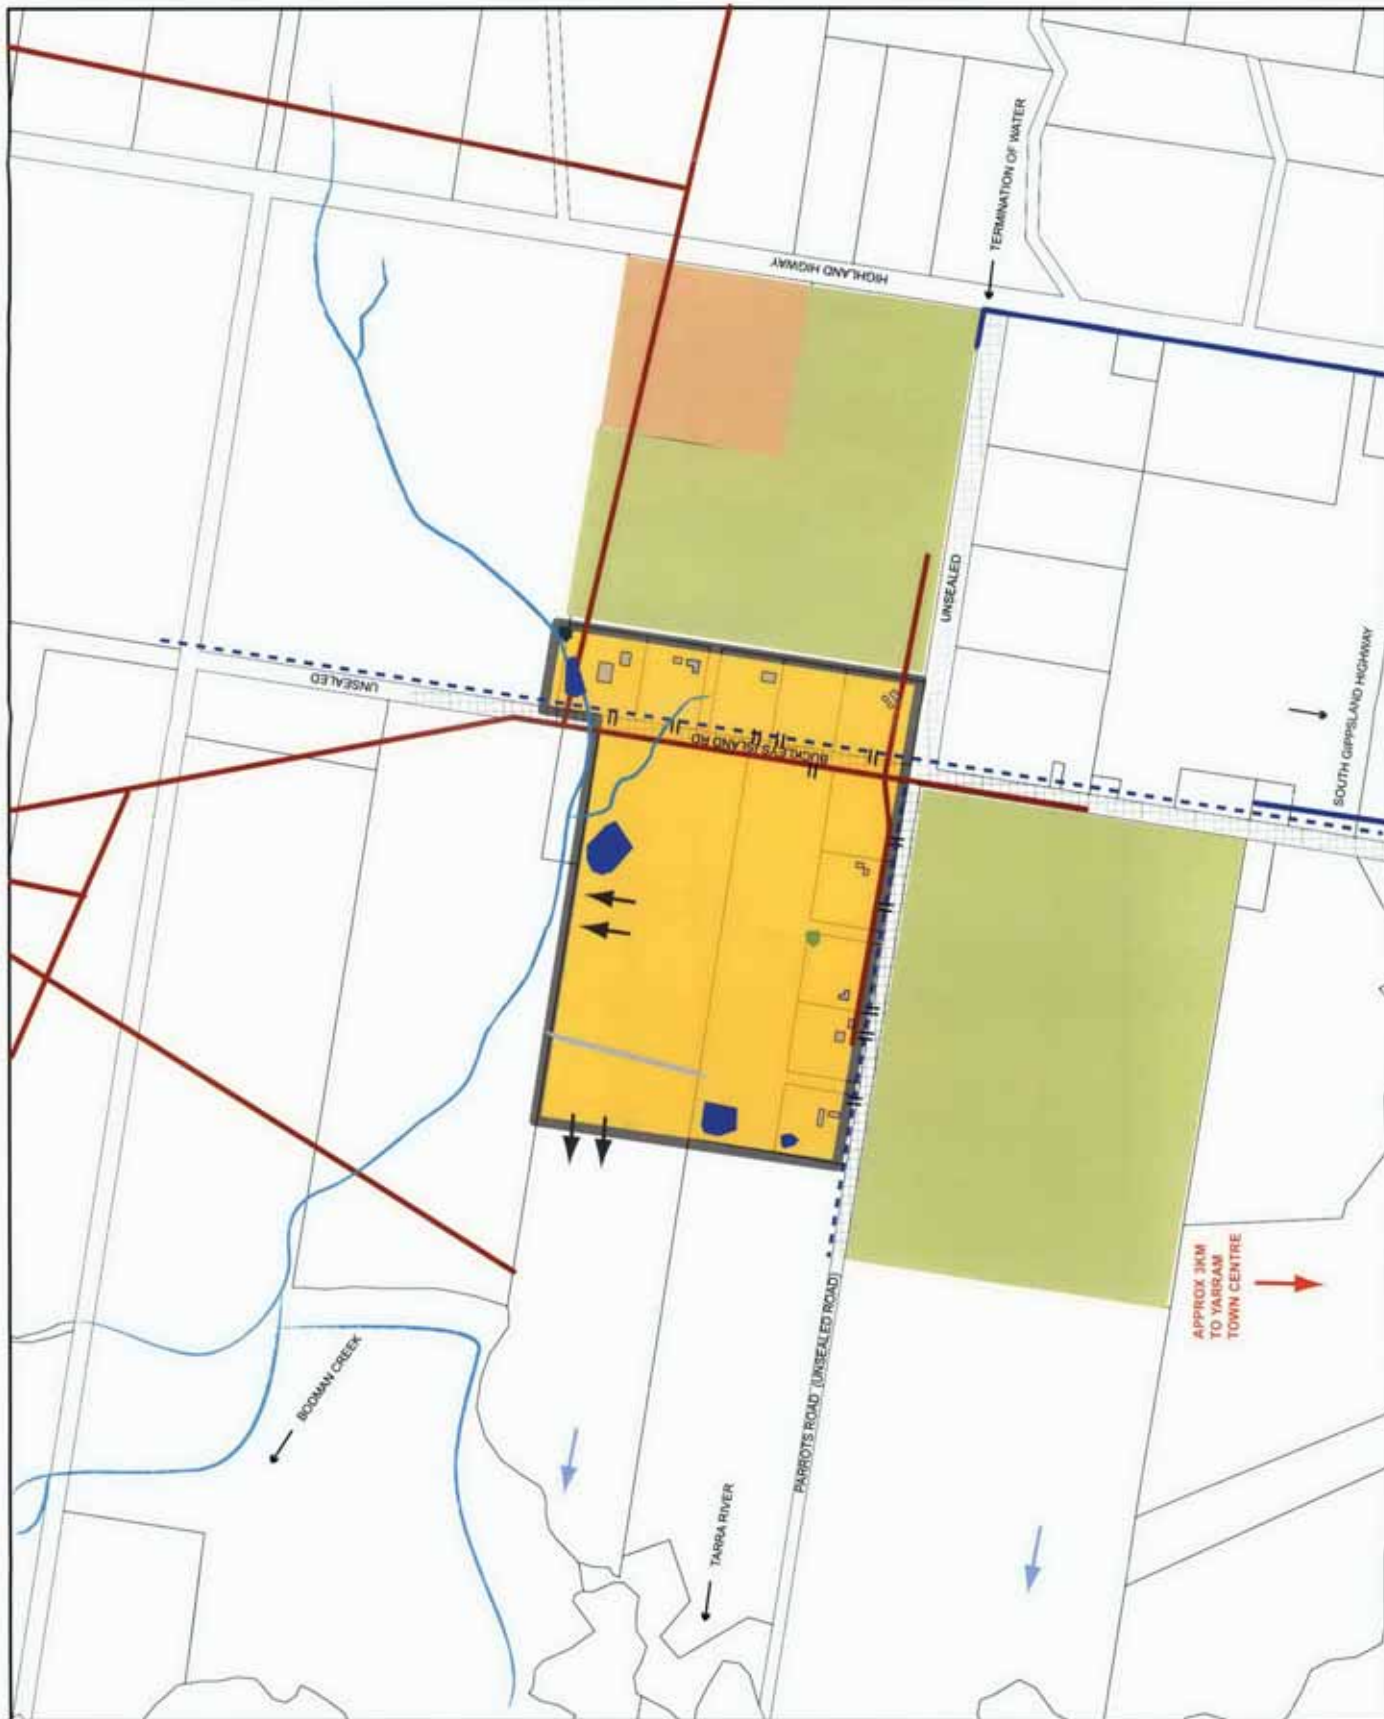 TERMINATION OF WATER
HIGHLAND HIGWAY
UNSEALED
UNSEALED
BUCKLEYS ISLAND RD
SOUTH GIPPSLAND HIGHWAY
APPROX 3KM
TO YARRAM
TOWN CENTRE
PARROTS ROAD (UNSEALED ROAD)
BODMAN CREEK
TARRA RIVER